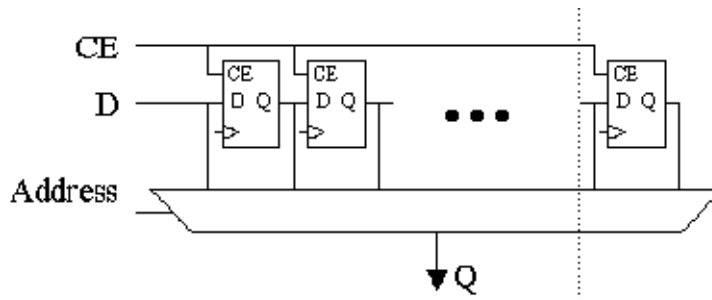 CE
CE CE CE
D
D Q D Q D Q
Address
Q